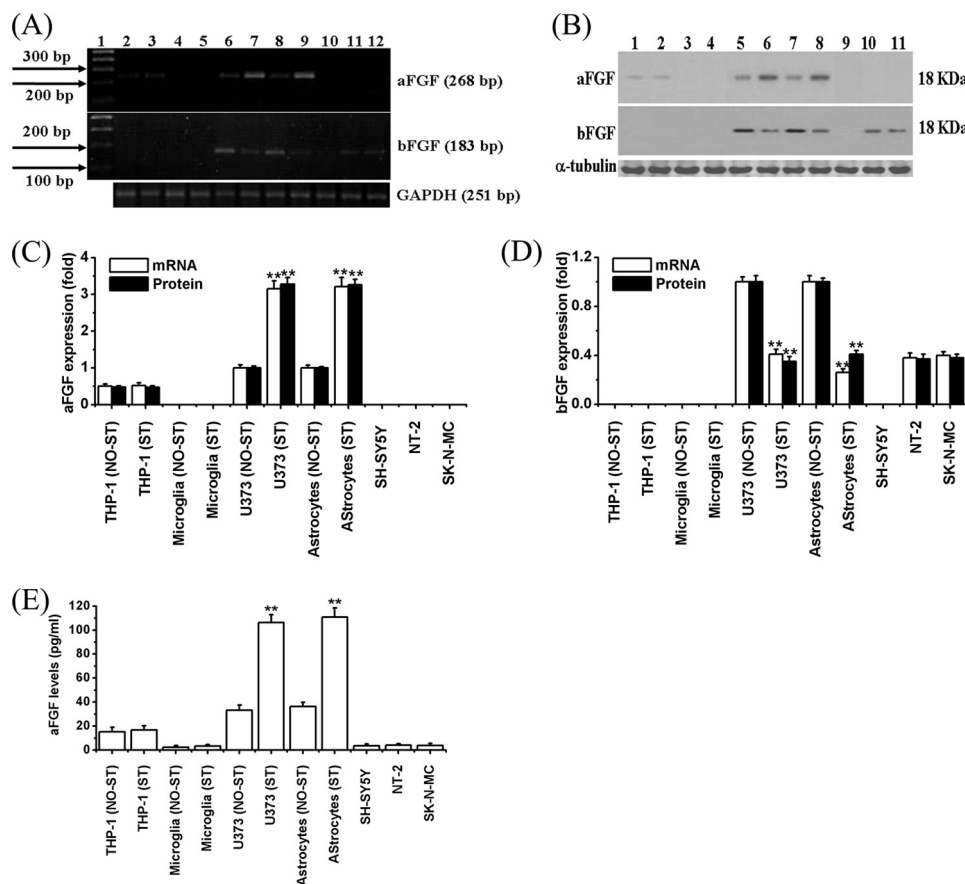 (A)
1 2 3 4 5 6 7 8 9 10 11 12
300 bp
200 bp
aFGF (268 bp)
200 bp
100 bp
bFGF (183 bp)
GAPDH (251 bp)
(B)
1 2 3 4 5 6 7 8 9 10 11
aFGF
18 KDa
bFGF
18 KDa
α-tubulin
(C)
aFGF expression (fold)
4
3
2
1
0
mRNA
Protein
** ** ** **
THP-1 (NO-ST)
THP-1 (ST)
Microglia (NO-ST)
Microglia (ST)
U373 (NO-ST)
U373 (ST)
Astrocytes (NO-ST)
AStrocytes (ST)
SH-SY5Y
NT-2
SK-N-MC
(D)
bFGF expression (fold)
1.2
0.8
0.4
0.0
mRNA
Protein
** ** ** **
THP-1 (NO-ST)
THP-1 (ST)
Microglia (NO-ST)
Microglia (ST)
U373 (NO-ST)
U373 (ST)
Astrocytes (NO-ST)
AStrocytes (ST)
SH-SY5Y
NT-2
SK-N-MC
(E)
aFGF levels (pg/ml)
120
100
80
60
40
20
0
** **
THP-1 (NO-ST)
THP-1 (ST)
Microglia (NO-ST)
Microglia (ST)
U373 (NO-ST)
U373 (ST)
Astrocytes (NO-ST)
AStrocytes (ST)
SH-SY5Y
NT-2
SK-N-MC